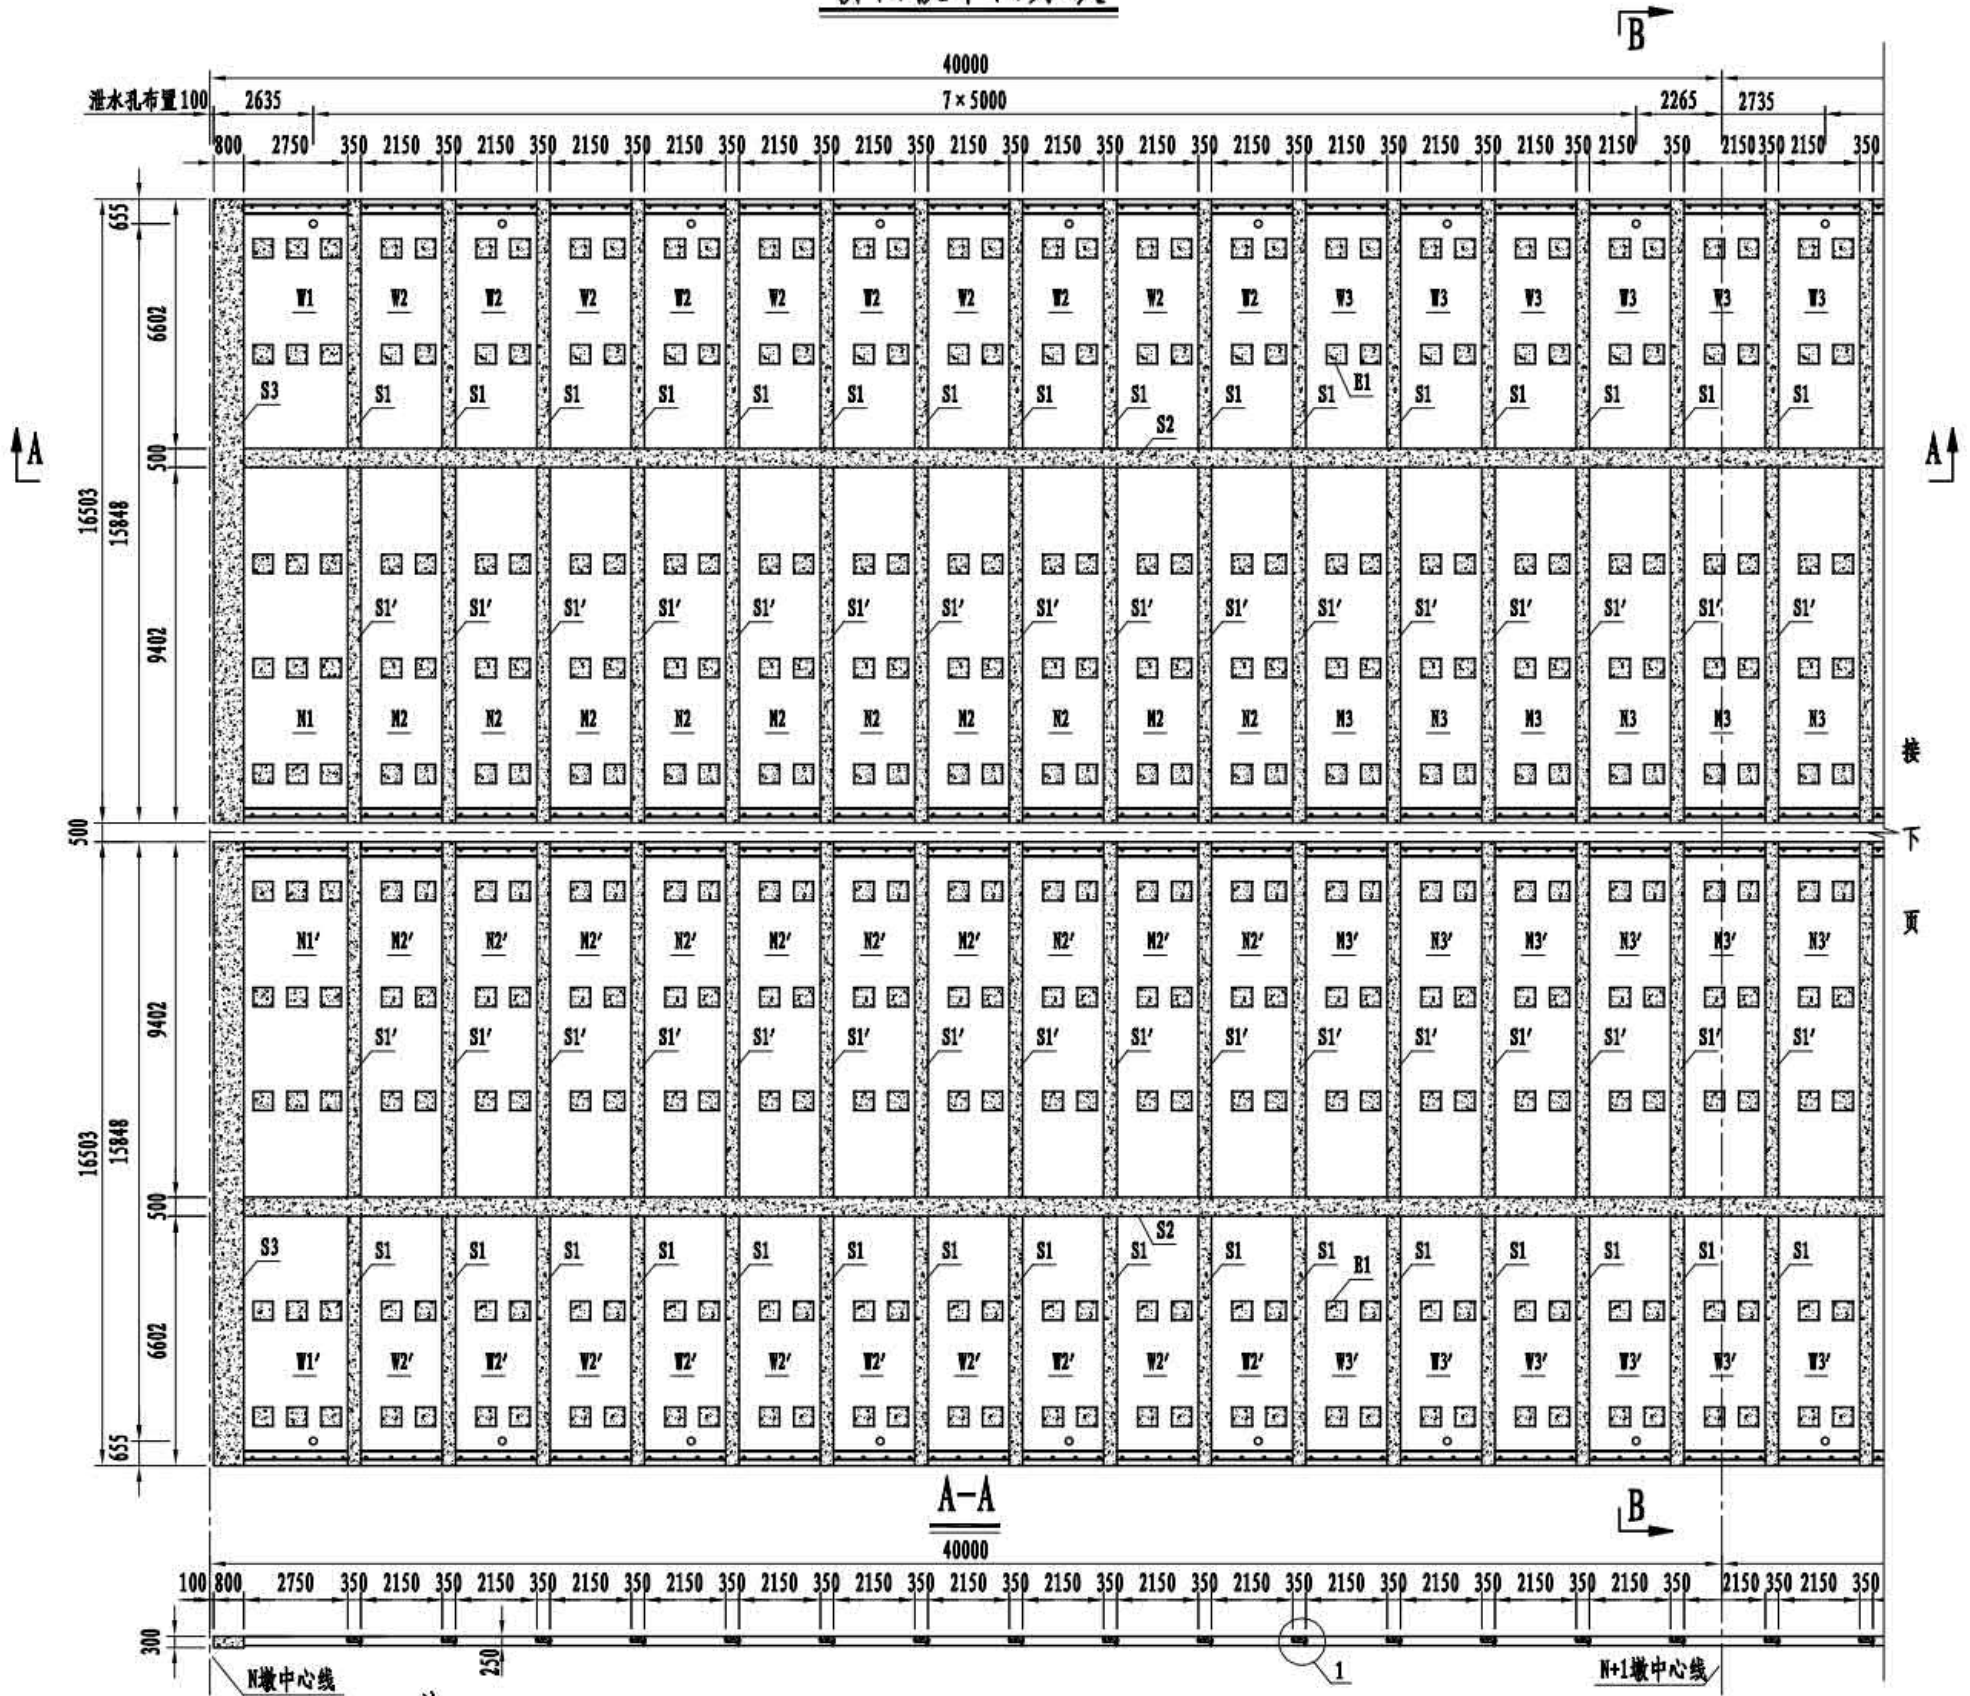 B
40000
泄水孔布置 100 2635 7×5000 2265 2735
800 2750 350 2150 350 2150 350 2150 350 2150 350 2150 350 2150 350 2150 350 2150 350 2150 350 2150 350 2150 350 2150 350 2150 350 2150 350 2150 350 2150 350
655
W1 W2 W2 W2 W2 W2 W2 W2 W2 W2 W2 W3 W3 W3 W3 W3 W3
6602
B1
S3 S1 S1 S1 S1 S1 S1 S1 S1 S1 S1 S1 S1 S1 S1 S1 S1
S2
A A
500
16503 15848
S1′ S1′ S1′ S1′ S1′ S1′ S1′ S1′ S1′ S1′ S1′ S1′ S1′ S1′ S1′ S1′
9402
N1 N2 N2 N2 N2 N2 N2 N2 N2 N2 N2 N3 N3 N3 N3 N3 N3
接
下
页
500
N1′ N2′ N2′ N2′ N2′ N2′ N2′ N2′ N2′ N2′ N2′ N3′ N3′ N3′ N3′ N3′ N3′
9402
S1′ S1′ S1′ S1′ S1′ S1′ S1′ S1′ S1′ S1′ S1′ S1′ S1′ S1′ S1′ S1′
16503 15848
500
S2
S3 S1 S1 S1 S1 S1 S1 S1 S1 S1 S1 S1 S1 S1 S1 S1 S1
B1
6602
W1′ W2′ W2′ W2′ W2′ W2′ W2′ W2′ W2′ W2′ W2′ W3′ W3′ W3′ W3′ W3′ W3′
655
A-A
B
40000
100 800 2750 350 2150 350 2150 350 2150 350 2150 350 2150 350 2150 350 2150 350 2150 350 2150 350 2150 350 2150 350 2150 350 2150 350 2150 350 2150 350 2150 350
300
250
1
N墩中心线
N+1墩中心线